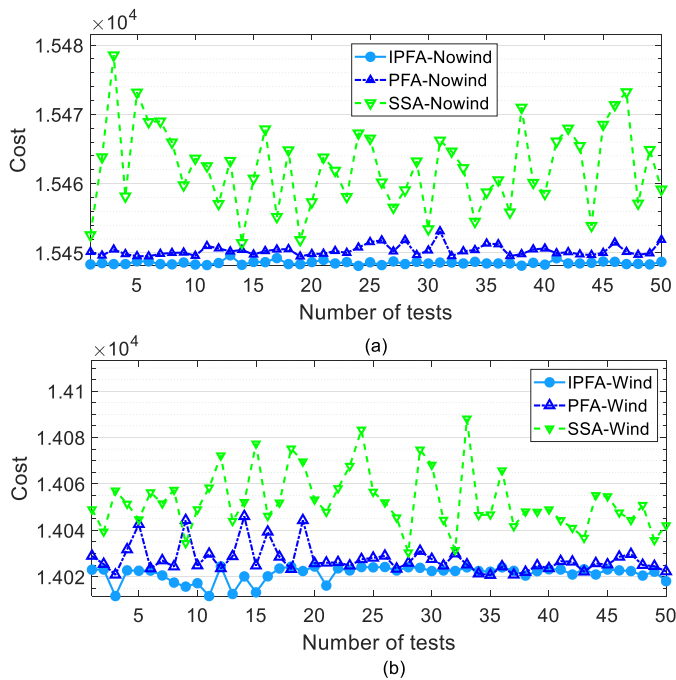 ×10⁴
1.548
1.547
1.546
1.545
Cost
IPFA-Nowind
PFA-Nowind
SSA-Nowind
5 10 15 20 25 30 35 40 45 50
Number of tests
(a)
×10⁴
1.41
1.408
1.406
1.404
1.402
Cost
IPFA-Wind
PFA-Wind
SSA-Wind
5 10 15 20 25 30 35 40 45 50
Number of tests
(b)